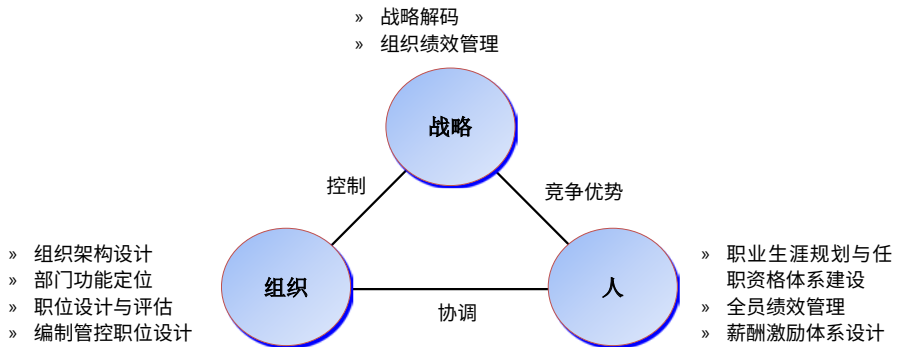 » 战略解码
» 组织绩效管理
战略
控制
竞争优势
» 组织架构设计
» 部门功能定位
» 职位设计与评估
» 编制管控职位设计
组织
协调
人
» 职业生涯规划与任
职资格体系建设
» 全员绩效管理
» 薪酬激励体系设计